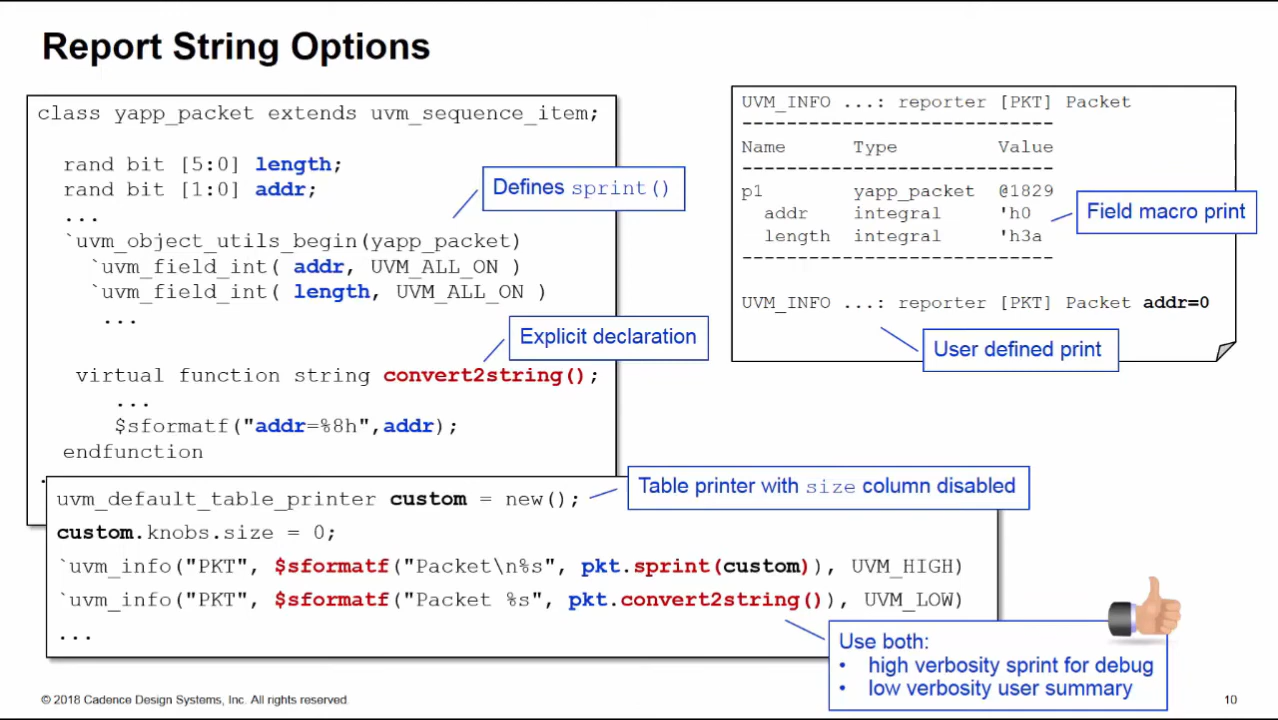 Report String Options
class yapp_packet extends uvm_sequence_item;
rand bit [5:0] length;
rand bit [1:0] addr;
...
`uvm_object_utils_begin(yapp_packet)
`uvm_field_int( addr, UVM_ALL_ON )
`uvm_field_int( length, UVM_ALL_ON )
...
virtual function string convert2string();
...
$sformatf("addr=%8h",addr);
endfunction
Defines sprint()
Explicit declaration
UVM_INFO ...: reporter [PKT] Packet
----------------------------
Name Type Value
----------------------------
p1 yapp_packet @1829
addr integral 'h0
length integral 'h3a
----------------------------
UVM_INFO ...: reporter [PKT] Packet addr=0
Field macro print
User defined print
uvm_default_table_printer custom = new();
custom.knobs.size = 0;
`uvm_info("PKT", $sformatf("Packet\n%s", pkt.sprint(custom)), UVM_HIGH)
`uvm_info("PKT", $sformatf("Packet %s", pkt.convert2string()), UVM_LOW)
...
Table printer with size column disabled
Use both:
• high verbosity sprint for debug
• low verbosity user summary
© 2018 Cadence Design Systems, Inc. All rights reserved.
10